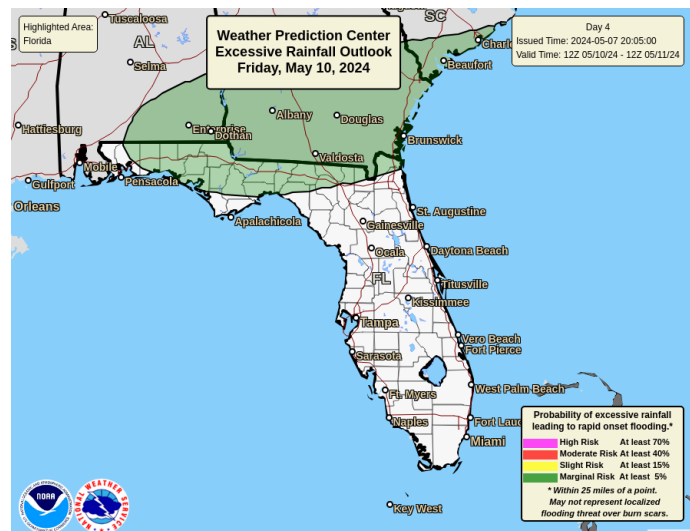 Highlighted Area:
Florida
Weather Prediction Center
Excessive Rainfall Outlook
Friday, May 10, 2024
Day 4
Issued Time: 2024-05-07 20:05:00
Valid Time: 12Z 05/10/24 - 12Z 05/11/24
Tuscaloosa
SC
AL
Selma
Beaufort
Albany
Douglas
Hattiesburg
Enterprise
Dothan
Brunswick
Valdosta
Mobile
Gulfport
Pensacola
Orleans
Apalachicola
St. Augustine
Gainesville
Daytona Beach
Ocala
FL
Titusville
Kissimmee
Tampa
Vero Beach
Fort Pierce
Sarasota
Ft. Myers
West Palm Beach
Naples
Fort Laud
Miami
Key West
Probability of excessive rainfall
leading to rapid onset flooding.*
High Risk At least 70%
Moderate Risk At least 40%
Slight Risk At least 15%
Marginal Risk At least 5%
* Within 25 miles of a point.
May not represent localized
flooding threat over burn scars.
NOAA
NATIONAL WEATHER SERVICE